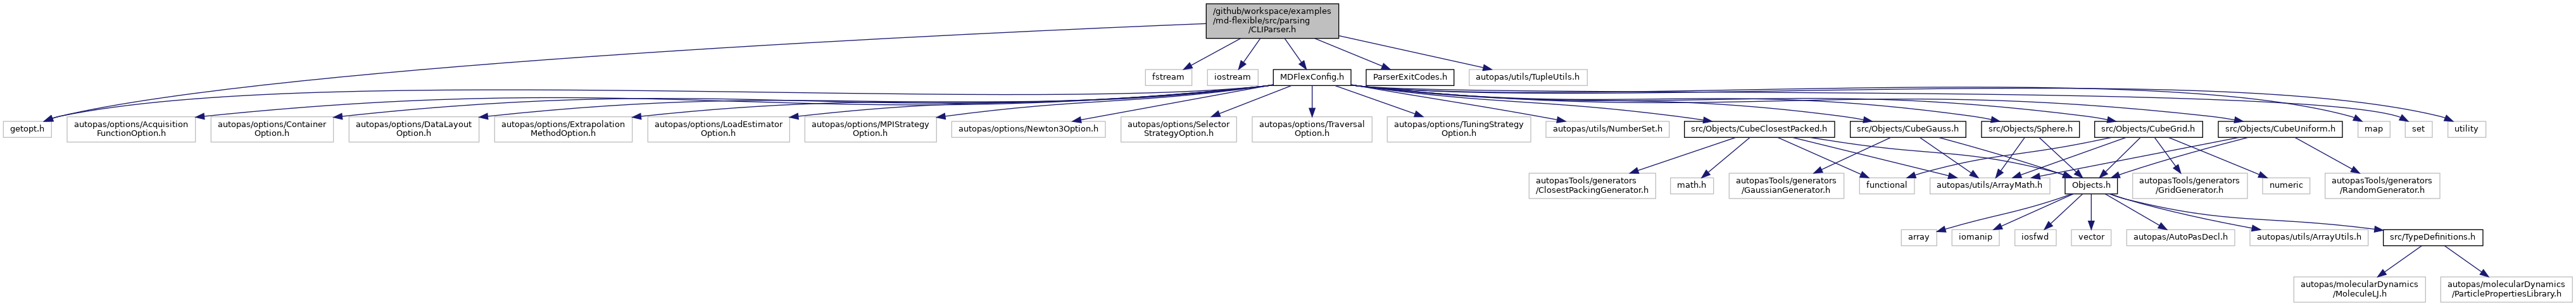 /github/workspace/examples
/md-flexible/src/parsing
/CLIParser.h
fstream
iostream
MDFlexConfig.h
ParserExitCodes.h
autopas/utils/TupleUtils.h
getopt.h
autopas/options/Acquisition
FunctionOption.h
autopas/options/Container
Option.h
autopas/options/DataLayout
Option.h
autopas/options/Extrapolation
MethodOption.h
autopas/options/LoadEstimator
Option.h
autopas/options/MPIStrategy
Option.h
autopas/options/Newton3Option.h
autopas/options/Selector
StrategyOption.h
autopas/options/Traversal
Option.h
autopas/options/TuningStrategy
Option.h
autopas/utils/NumberSet.h
src/Objects/CubeClosestPacked.h
src/Objects/CubeGauss.h
src/Objects/Sphere.h
src/Objects/CubeGrid.h
src/Objects/CubeUniform.h
map
set
utility
autopasTools/generators
/ClosestPackingGenerator.h
math.h
autopasTools/generators
/GaussianGenerator.h
functional
autopas/utils/ArrayMath.h
Objects.h
autopasTools/generators
/GridGenerator.h
numeric
autopasTools/generators
/RandomGenerator.h
array
iomanip
iosfwd
vector
autopas/AutoPasDecl.h
autopas/utils/ArrayUtils.h
src/TypeDefinitions.h
autopas/molecularDynamics
/MoleculeLJ.h
autopas/molecularDynamics
/ParticlePropertiesLibrary.h